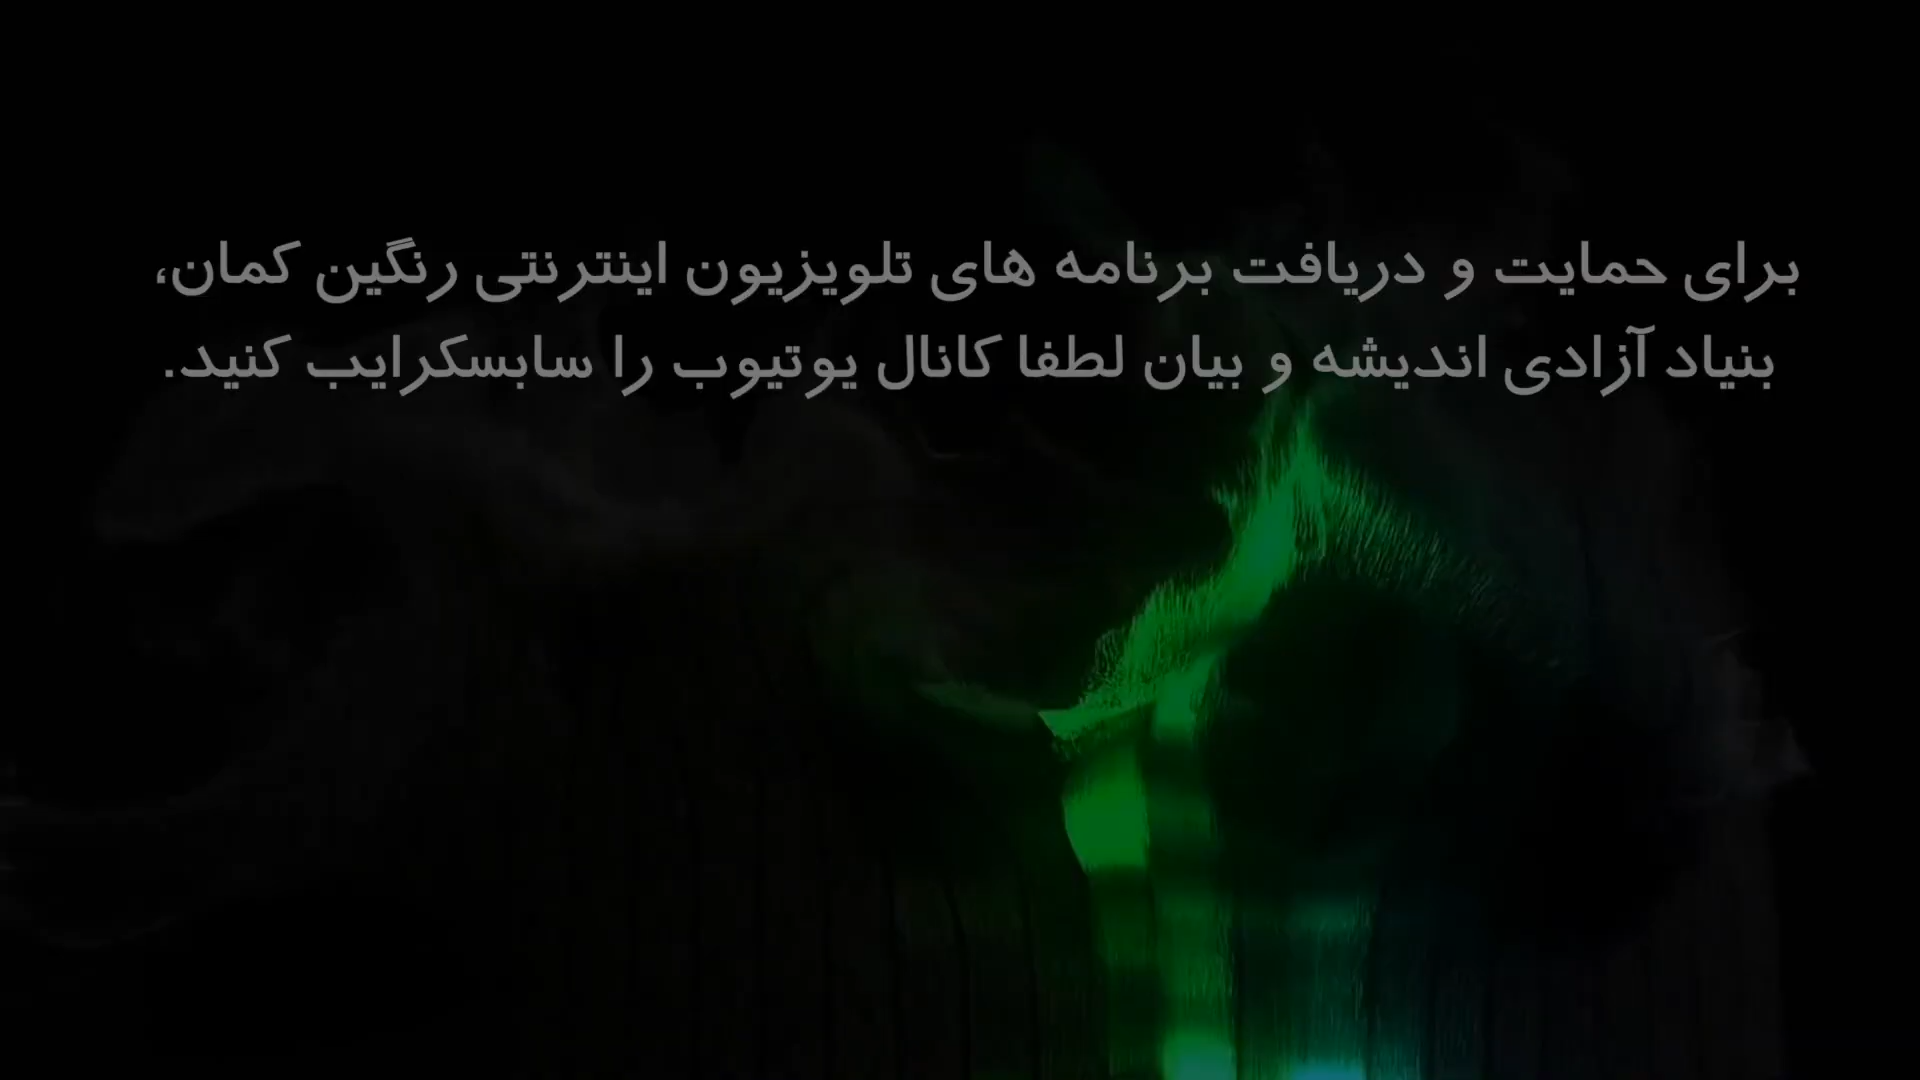 برای حمایت و دریافت برنامه های تلویزیون اینترنتی رنگین کمان،
بنیاد آزادی اندیشه و بیان لطفا کانال یوتیوب را سابسکرایب کنید.